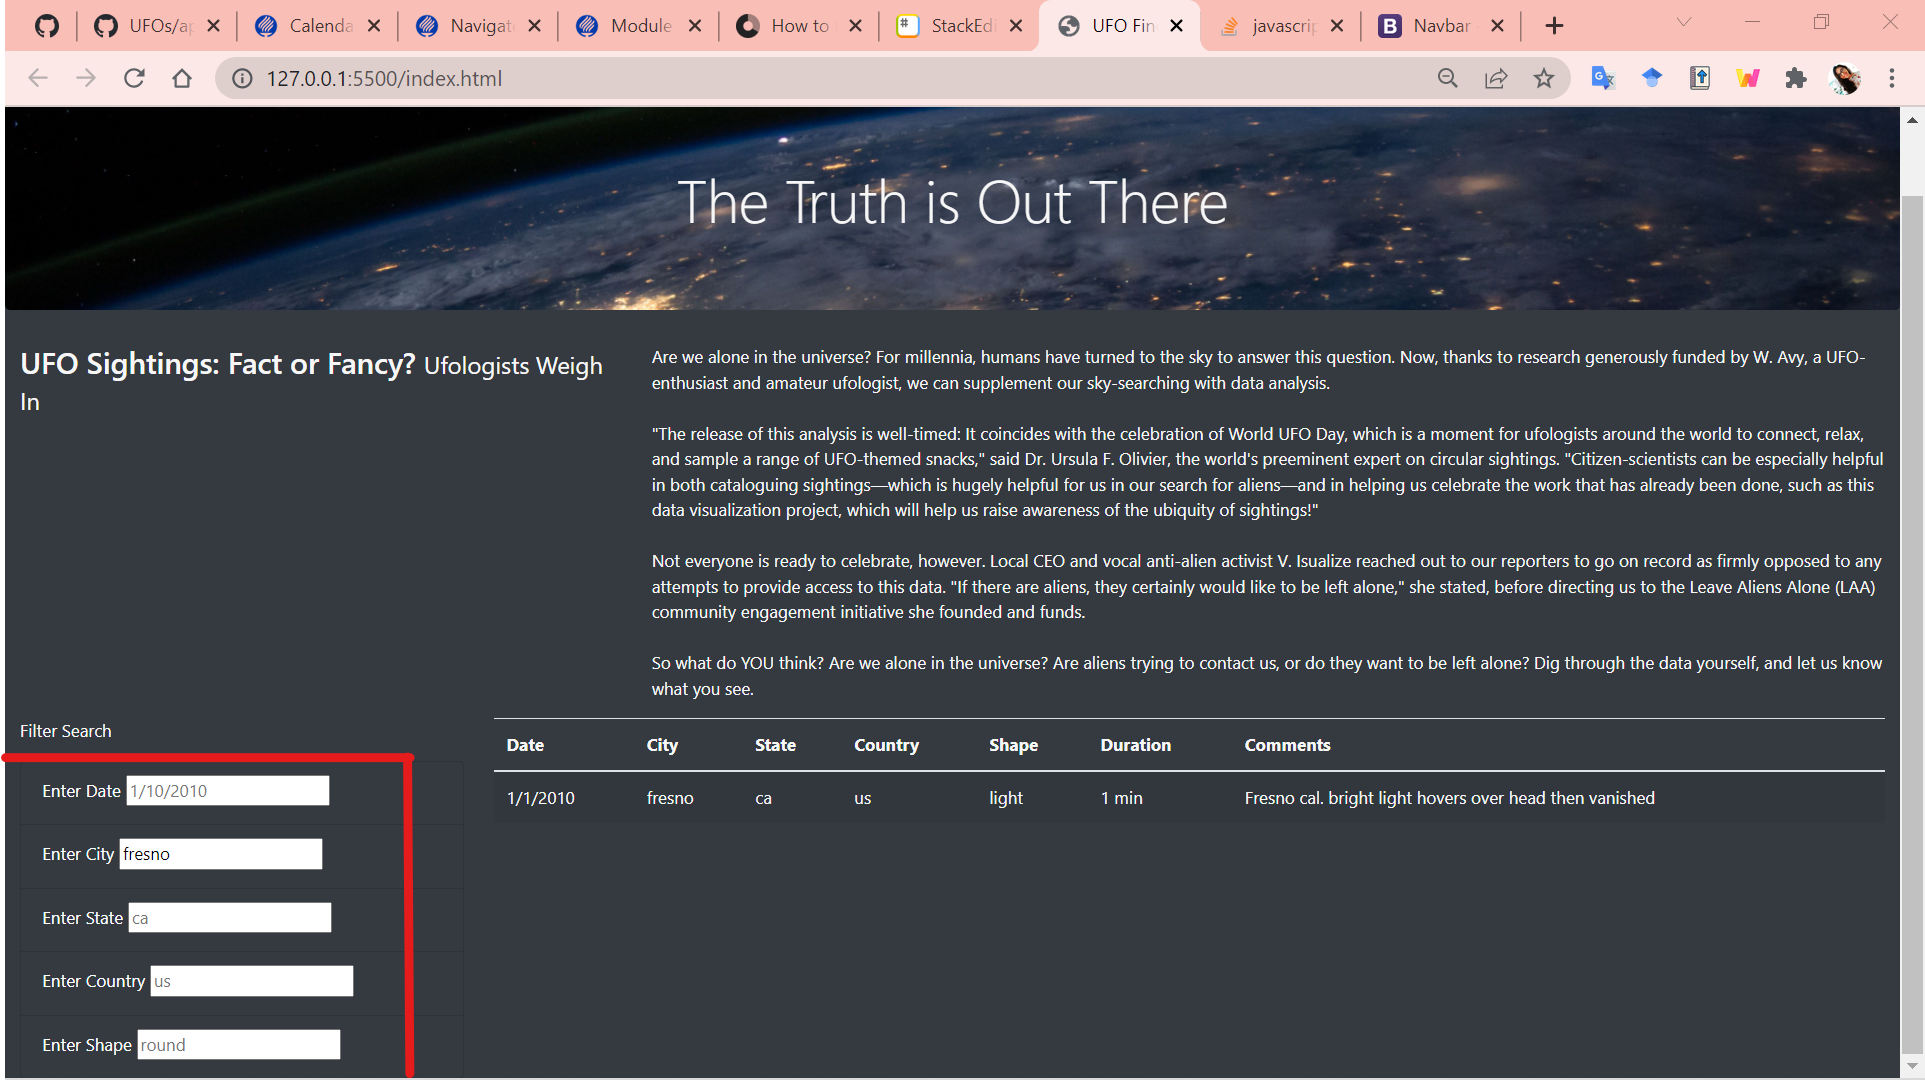 UFOs/ap
Calenda
Navigate
Module
How to
StackEdi
UFO Fin
javascrip
Navbar
127.0.0.1:5500/index.html
The Truth is Out There
UFO Sightings: Fact or Fancy? Ufologists Weigh
In
Are we alone in the universe? For millennia, humans have turned to the sky to answer this question. Now, thanks to research generously funded by W. Avy, a UFO-
enthusiast and amateur ufologist, we can supplement our sky-searching with data analysis.
"The release of this analysis is well-timed: It coincides with the celebration of World UFO Day, which is a moment for ufologists around the world to connect, relax,
and sample a range of UFO-themed snacks," said Dr. Ursula F. Olivier, the world's preeminent expert on circular sightings. "Citizen-scientists can be especially helpful
in both cataloguing sightings—which is hugely helpful for us in our search for aliens—and in helping us celebrate the work that has already been done, such as this
data visualization project, which will help us raise awareness of the ubiquity of sightings!"
Not everyone is ready to celebrate, however. Local CEO and vocal anti-alien activist V. Isualize reached out to our reporters to go on record as firmly opposed to any
attempts to provide access to this data. "If there are aliens, they certainly would like to be left alone," she stated, before directing us to the Leave Aliens Alone (LAA)
community engagement initiative she founded and funds.
So what do YOU think? Are we alone in the universe? Are aliens trying to contact us, or do they want to be left alone? Dig through the data yourself, and let us know
what you see.
Filter Search
Enter Date 1/10/2010
Enter City fresno
Enter State ca
Enter Country us
Enter Shape round
Date City State Country Shape Duration Comments
1/1/2010 fresno ca us light 1 min Fresno cal. bright light hovers over head then vanished